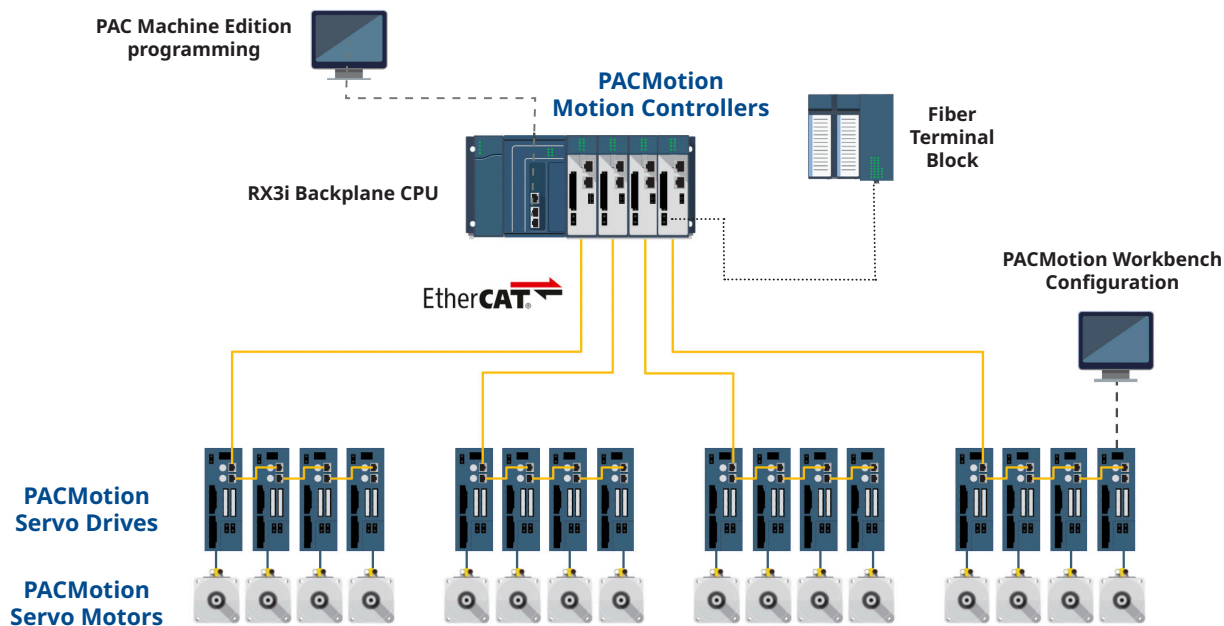 PAC Machine Edition
programming
PACMotion
Motion Controllers
Fiber
Terminal
Block
RX3i Backplane CPU
PACMotion Workbench
Configuration
EtherCAT®
PACMotion
Servo Drives
PACMotion
Servo Motors